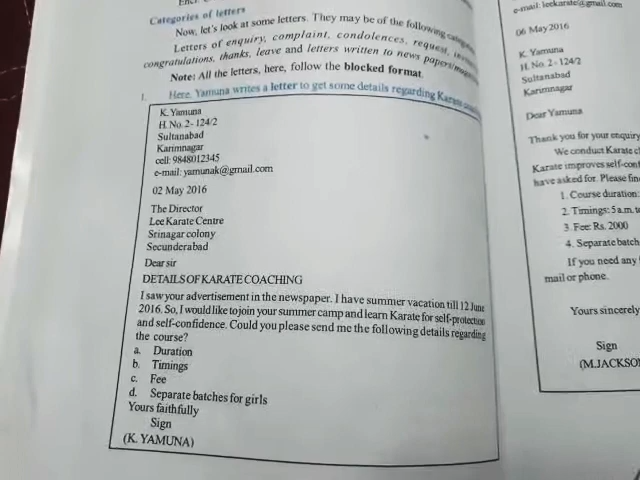 Categories of letters
Now, let's look at some letters. They may be of the following
Letters of enquiry, complaint, condolences, request,
congratulations, thanks, leave and letters written to news papers/
Note: All the letters, here, follow the blocked format.
1. Here, Yamuna writes a letter to get some details regarding Karate
K. Yamuna
H. No. 2- 124/2
Sultanabad
Karimnagar
cell: 9848012345
e-mail: yamunak@gmail.com
02 May 2016
The Director
Lee Karate Centre
Srinagar colony
Secunderabad
Dear sir
DETAILS OF KARATE COACHING
I saw your advertisement in the newspaper. I have summer vacation till 12 June
2016. So, I would like to join your summer camp and learn Karate for self-protection
and self-confidence. Could you please send me the following details regarding
the course?
a. Duration
b. Timings
c. Fee
d. Separate batches for girls
Yours faithfully
Sign
(K. YAMUNA)
e-mail: leekarate@gmail.com
06 May 2016
K. Yamuna
H. No. 2- 124/2
Sultanabad
Karimnagar
Dear Yamuna
Thank you for your enquiry
We conduct Karate
Karate improves self-
have asked for. Please
1. Course duration:
2. Timings: 5 a.m.
3. Fee: Rs. 2000
4. Separate batch
If you need any
mail or phone.
Yours sincerely
Sign
(M.JACKSO